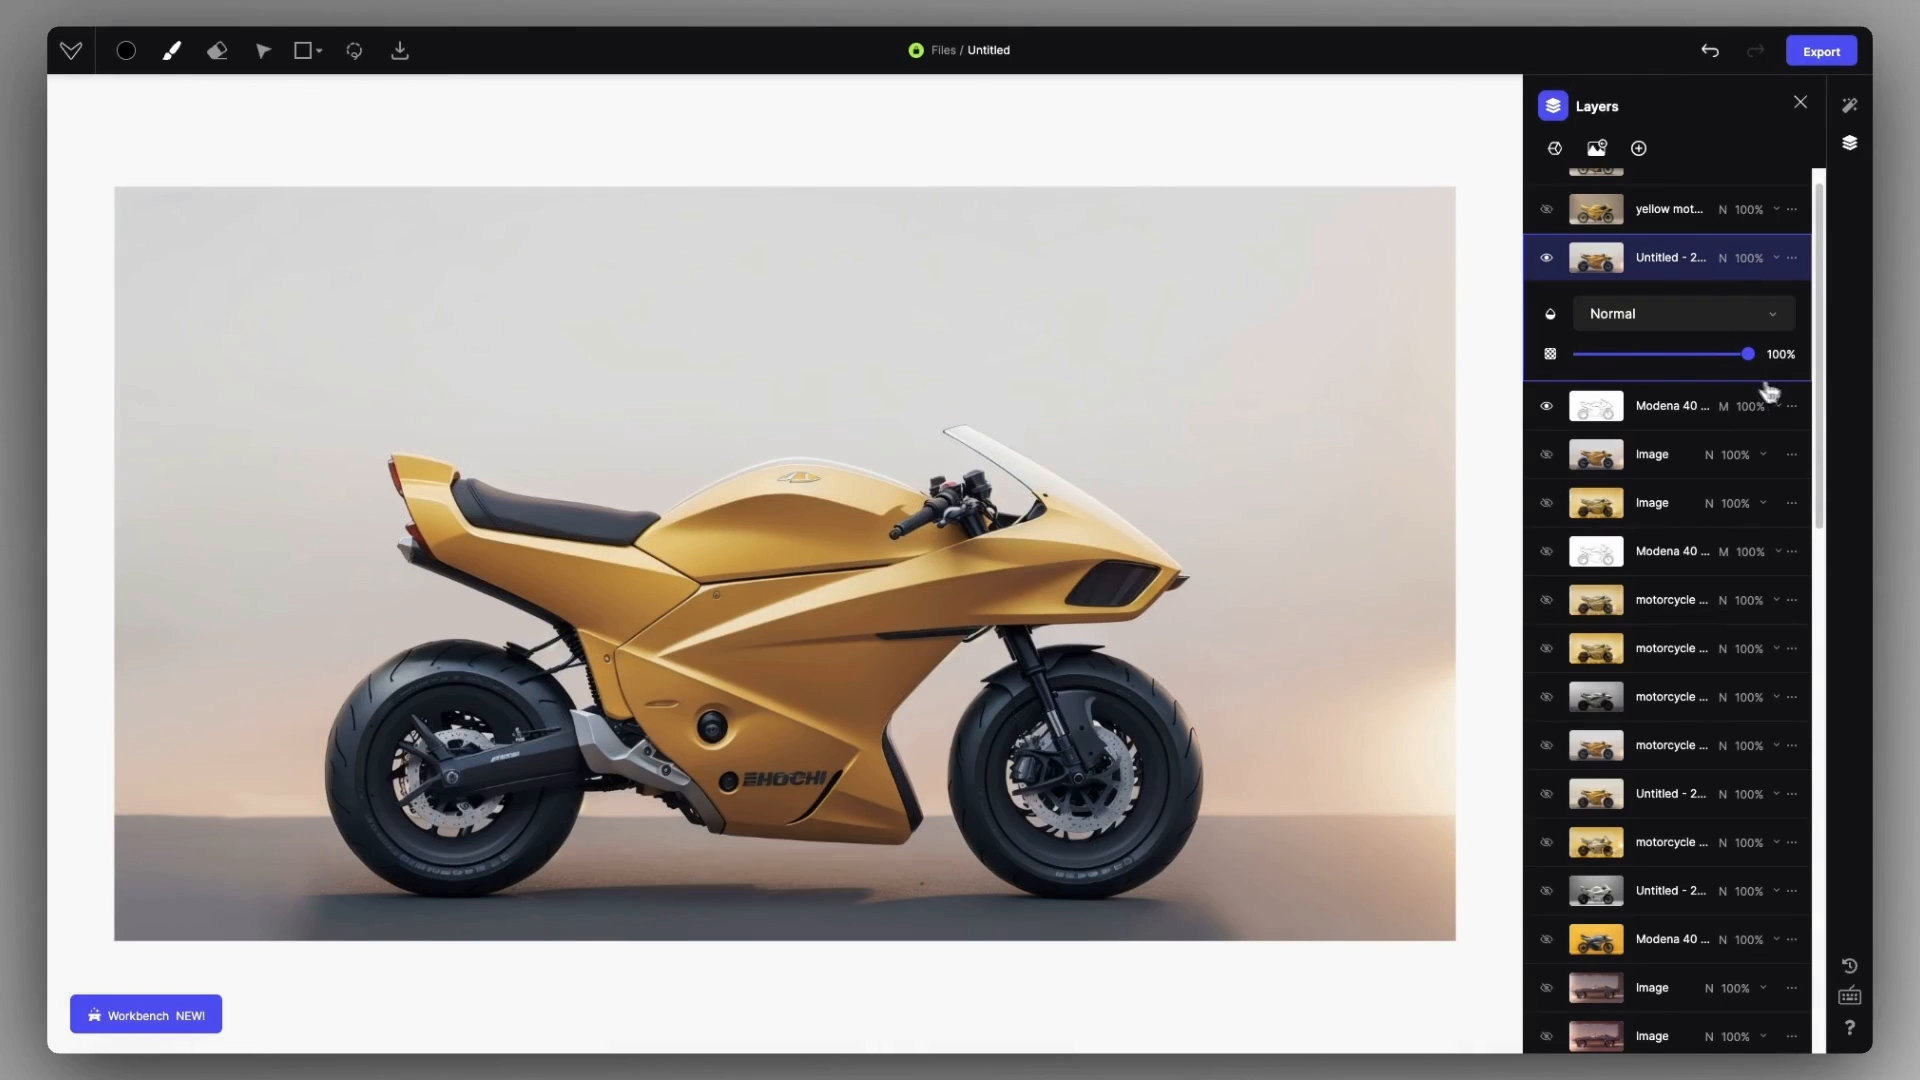 Files / Untitled
Export
Layers
yellow mot... N 100%
Untitled - 2... N 100%
Normal
100%
Modena 40 ... M 100%
Image N 100%
Image N 100%
Modena 40 ... M 100%
motorcycle ... N 100%
motorcycle ... N 100%
motorcycle ... N 100%
motorcycle ... N 100%
Untitled - 2... N 100%
motorcycle ... N 100%
Untitled - 2... N 100%
Modena 40 ... N 100%
Image N 100%
Image N 100%
EHOCHI
Workbench NEW!
?